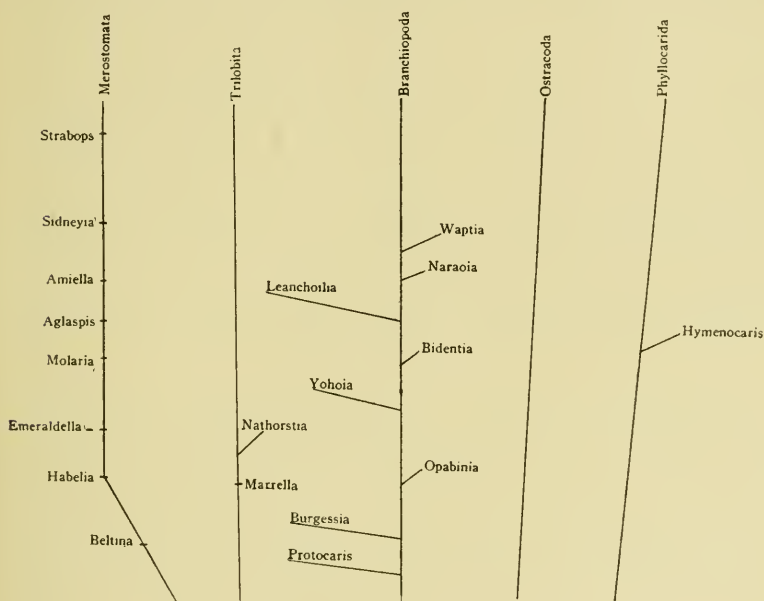 Merostomata
Trilobita
Branchiopoda
Ostracoda
Phyllocarida
Strabops
Sidneyia
Waptia
Naraoia
Amiella
Leanchoilia
Aglaspis
Hymenocaris
Bidentia
Molaria
Yohoia
Emeraldella
Nathorstia
Opabinia
Habelia
Marrella
Burgessia
Beltina
Protocaris